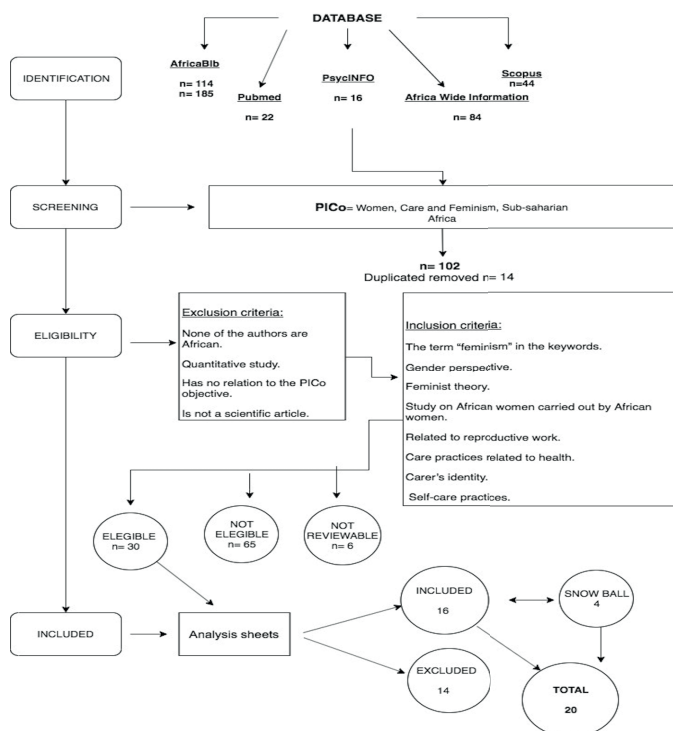 DATABASE
IDENTIFICATION
AfricaBIb
n= 114
n= 185
Pubmed
n= 22
PsycINFO
n= 16
Africa Wide Information
n= 84
Scopus
n=44
SCREENING
PICo= Women, Care and Feminism, Sub-saharian
Africa
n= 102
Duplicated removed n= 14
ELIGIBILITY
Exclusion criteria:
None of the authors are
African.
Quantitative study.
Has no relation to the PICo
objective.
Is not a scientific article.
Inclusion criteria:
The term "feminism" in the keywords.
Gender perspective.
Feminist theory.
Study on African women carried out by African
women.
Related to reproductive work.
Care practices related to health.
Carer's identity.
Self-care practices.
ELEGIBLE
n= 30
NOT
ELEGIBLE
n= 65
NOT
REVIEWABLE
n= 6
INCLUDED
Analysis sheets
INCLUDED
16
SNOW BALL
4
EXCLUDED
14
TOTAL
20